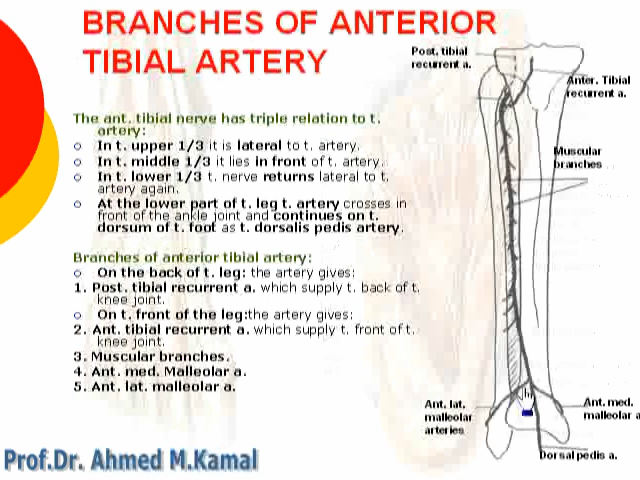 BRANCHES OF ANTERIOR
TIBIAL ARTERY
The ant. tibial nerve has triple relation to t.
artery:
In t. upper 1/3 it is lateral to t. artery.
In t. middle 1/3 it lies in front of t. artery.
In t. lower 1/3 t. nerve returns lateral to t.
artery again.
At the lower part of t. leg t. artery crosses in
front of the ankle joint and continues on t.
dorsum of t. foot as t. dorsalis pedis artery.
Branches of anterior tibial artery:
On the back of t. leg: the artery gives:
1. Post. tibial recurrent a. which supply t. back of t.
knee joint.
On t. front of the leg:the artery gives:
2. Ant. tibial recurrent a. which supply t. front of t.
knee joint.
3. Muscular branches.
4. Ant. med. Malleolar a.
5. Ant. lat. malleolar a.
Post, tibial
recurrent a.
Anter. Tibial
recurrent a.
Muscular
branches
Ant. lat.
malleolar
arteries
Ant. med.
malleolar a
Dorsal pedis a.
Prof.Dr. Ahmed M.Kamal